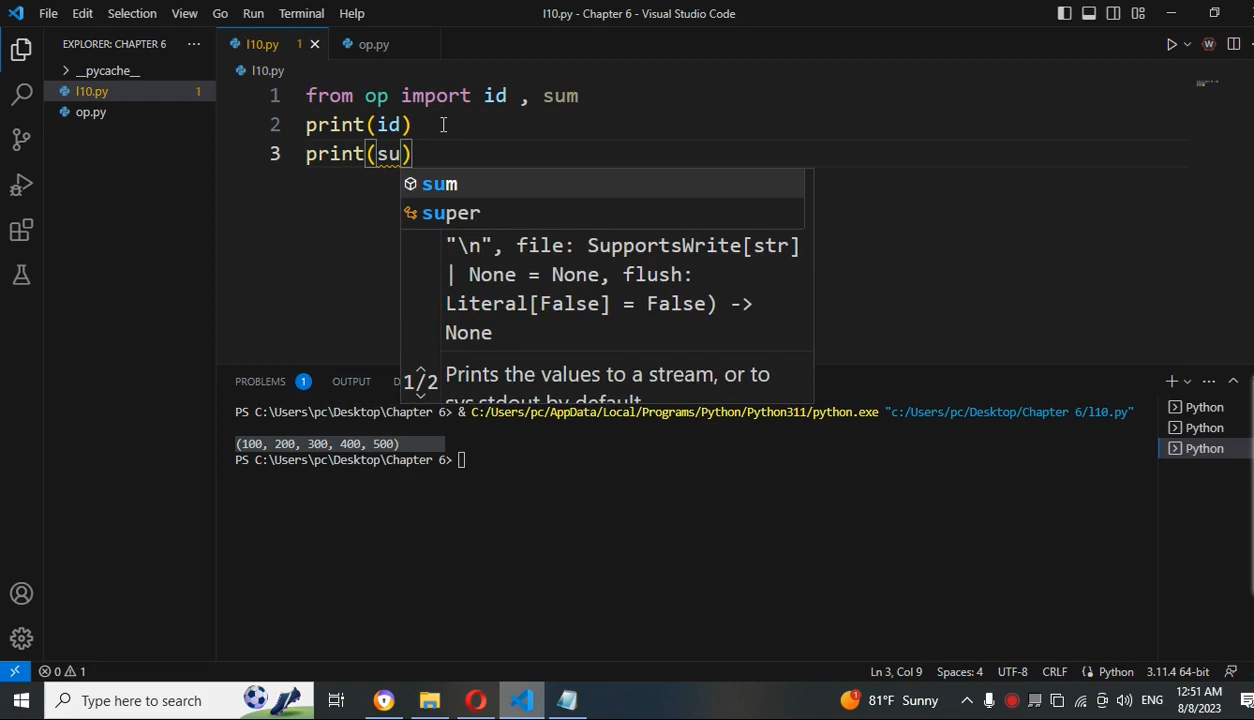 File Edit Selection View Go Run Terminal Help
l10.py - Chapter 6 - Visual Studio Code
EXPLORER: CHAPTER 6
__pycache__
l10.py 1
op.py
l10.py 1
op.py
l10.py
1 from op import id , sum
2 print(id)
3 print(su)
sum
super
"\n", file: SupportsWrite[str]
| None = None, flush:
Literal[False] = False) ->
None
1/2
Prints the values to a stream, or to
sys.stdout by default.
PROBLEMS 1 OUTPUT D
PS C:\Users\pc\Desktop\Chapter 6> & C:/Users/pc/AppData/Local/Programs/Python/Python311/python.exe "c:/Users/pc/Desktop/Chapter 6/l10.py"
(100, 200, 300, 400, 500)
PS C:\Users\pc\Desktop\Chapter 6>
Python
Python
Python
0 1
Ln 3, Col 9 Spaces: 4 UTF-8 CRLF Python 3.11.4 64-bit
Type here to search
1
81°F Sunny
ENG
12:51 AM
8/8/2023